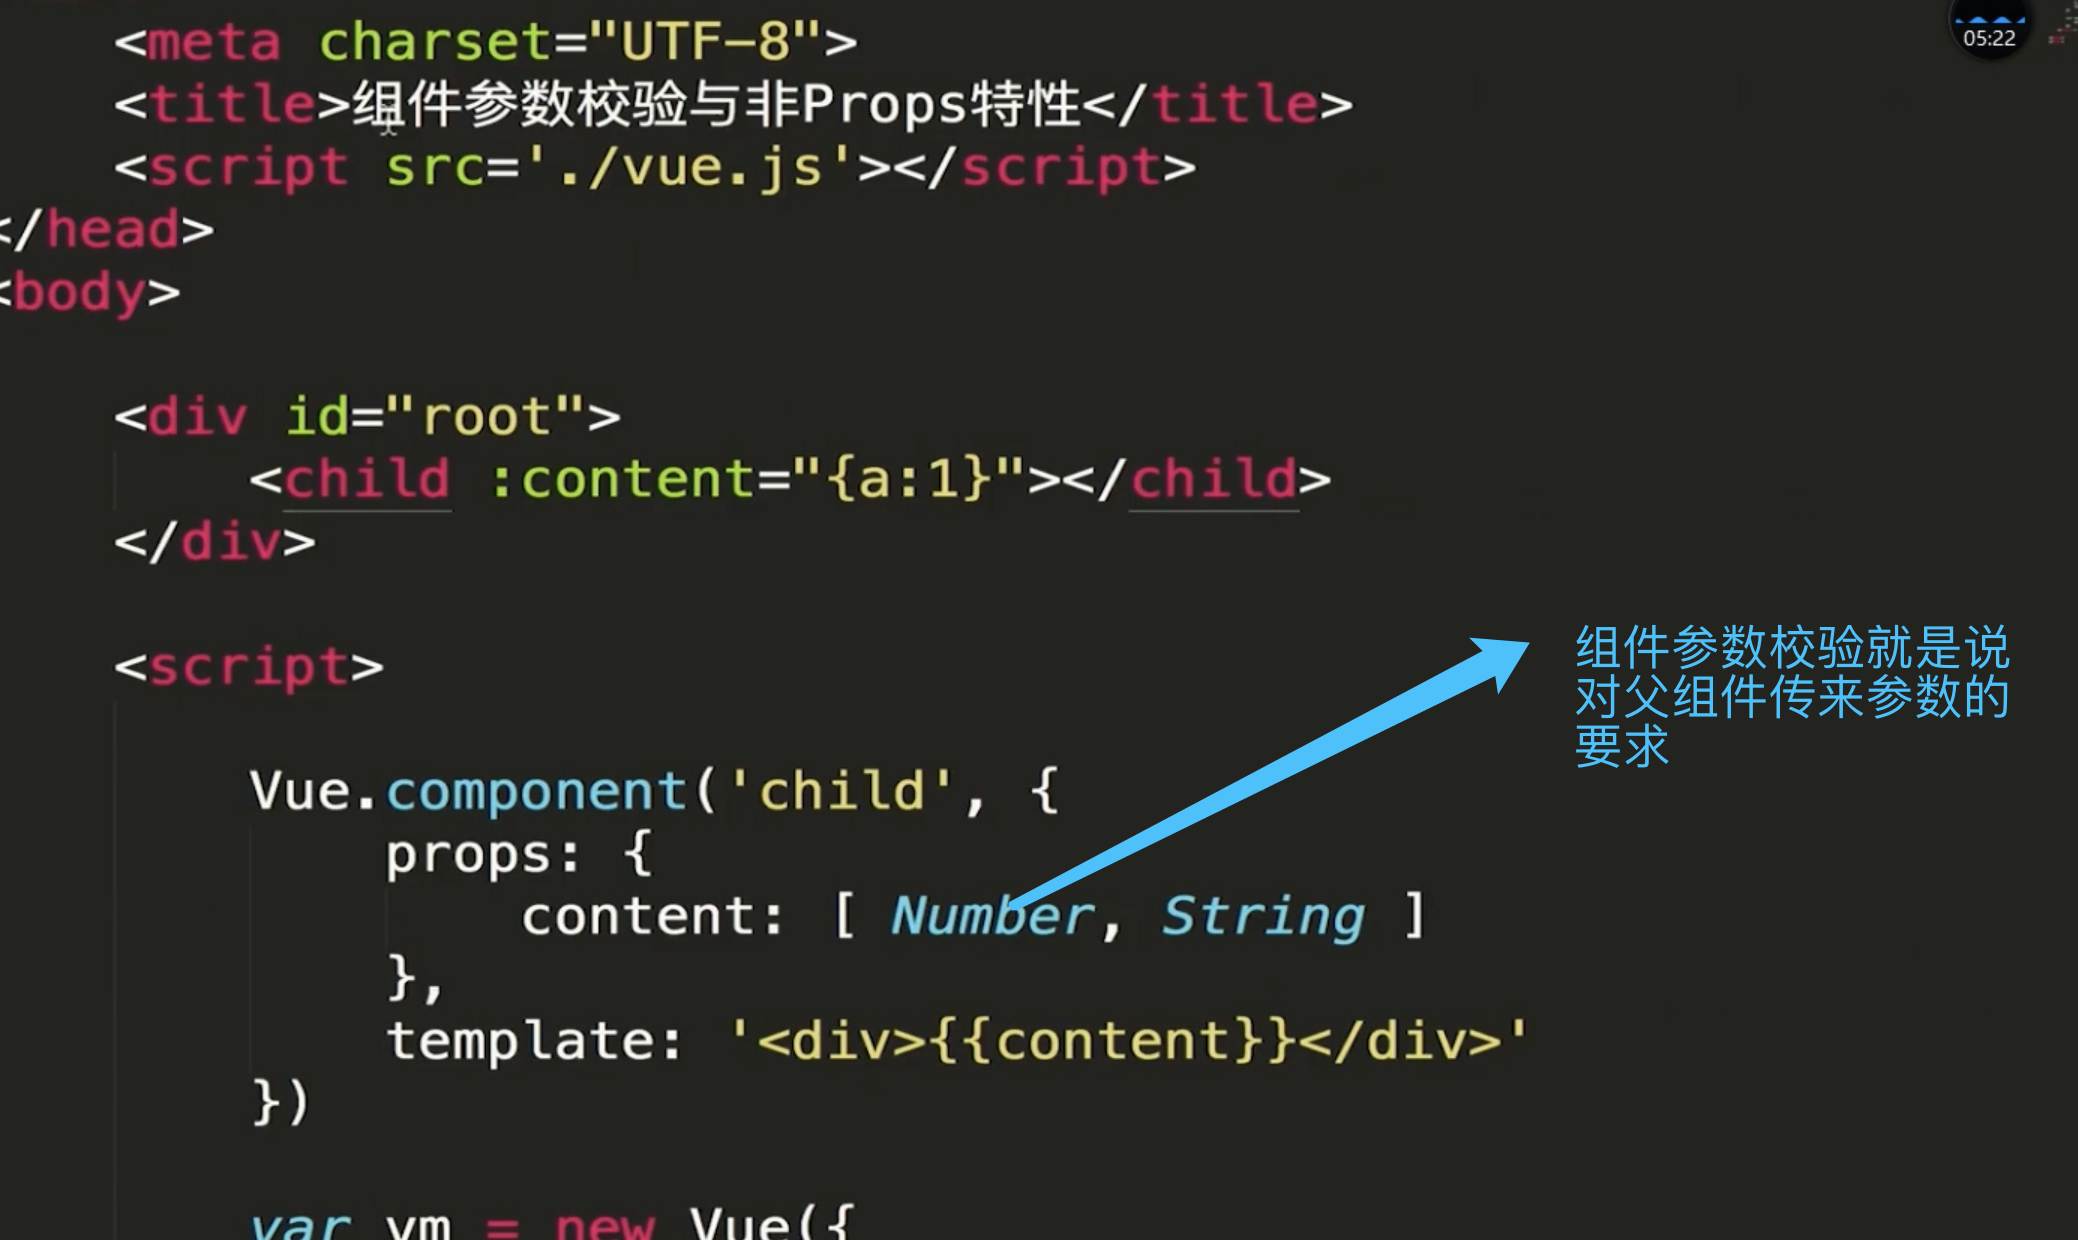 <meta charset="UTF-8">
05:22
<title>组件参数校验与非Props特性</title>
<script src='./vue.js'></script>
</head>
<body>
<div id="root">
<child :content="{a:1}"></child>
</div>
<script>
组件参数校验就是说
对父组件传来参数的
要求
Vue.component('child', {
props: {
content: [ Number, String ]
},
template: '<div>{{content}}</div>'
})
var vm = new Vue({